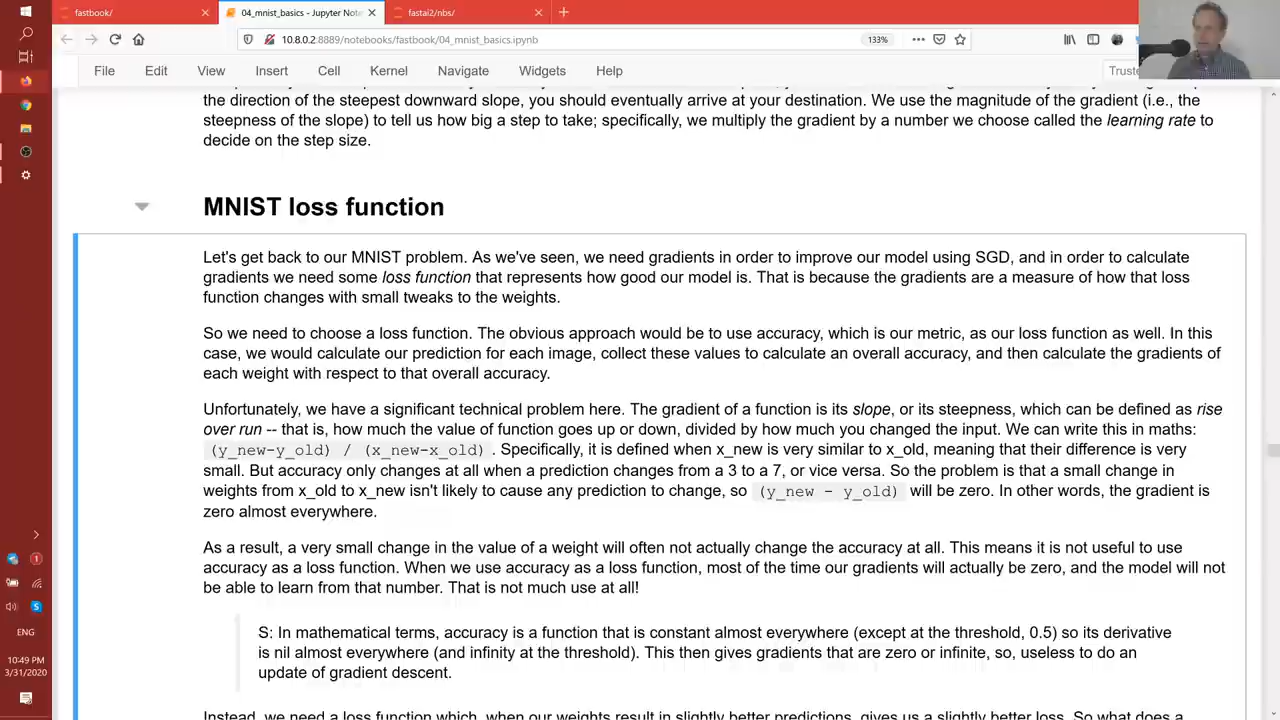 fastbook/
04_mnist_basics - Jupyter Note
fastai2/nbs/
10.8.0.2:8889/notebooks/fastbook/04_mnist_basics.ipynb
133%
File Edit View Insert Cell Kernel Navigate Widgets Help
Truste
the direction of the steepest downward slope, you should eventually arrive at your destination. We use the magnitude of the gradient (i.e., the
steepness of the slope) to tell us how big a step to take; specifically, we multiply the gradient by a number we choose called the learning rate to
decide on the step size.
MNIST loss function
Let's get back to our MNIST problem. As we've seen, we need gradients in order to improve our model using SGD, and in order to calculate
gradients we need some loss function that represents how good our model is. That is because the gradients are a measure of how that loss
function changes with small tweaks to the weights.
So we need to choose a loss function. The obvious approach would be to use accuracy, which is our metric, as our loss function as well. In this
case, we would calculate our prediction for each image, collect these values to calculate an overall accuracy, and then calculate the gradients of
each weight with respect to that overall accuracy.
Unfortunately, we have a significant technical problem here. The gradient of a function is its slope, or its steepness, which can be defined as rise
over run -- that is, how much the value of function goes up or down, divided by how much you changed the input. We can write this in maths:
(y_new-y_old) / (x_new-x_old) . Specifically, it is defined when x_new is very similar to x_old, meaning that their difference is very
small. But accuracy only changes at all when a prediction changes from a 3 to a 7, or vice versa. So the problem is that a small change in
weights from x_old to x_new isn't likely to cause any prediction to change, so (y_new - y_old) will be zero. In other words, the gradient is
zero almost everywhere.
As a result, a very small change in the value of a weight will often not actually change the accuracy at all. This means it is not useful to use
accuracy as a loss function. When we use accuracy as a loss function, most of the time our gradients will actually be zero, and the model will not
be able to learn from that number. That is not much use at all!
S: In mathematical terms, accuracy is a function that is constant almost everywhere (except at the threshold, 0.5) so its derivative
is nil almost everywhere (and infinity at the threshold). This then gives gradients that are zero or infinite, so, useless to do an
update of gradient descent.
Instead, we need a loss function which, when our weights result in slightly better predictions, gives us a slightly better loss. So what does a
ENG
10:49 PM
3/31/2020